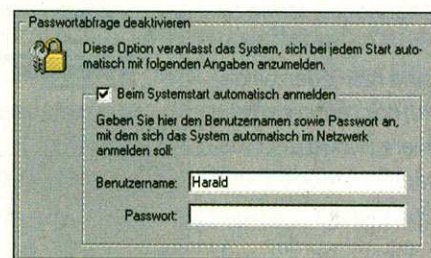 Passwortabfrage deaktivieren
Diese Option veranlasst das System, sich bei jedem Start auto-
matisch mit folgenden Angaben anzumelden.
Beim Systemstart automatisch anmelden
Geben Sie hier den Benutzernamen sowie Passwort an,
mit dem sich das System automatisch im Netzwerk
anmelden soll:
Benutzername: Harald
Passwort: